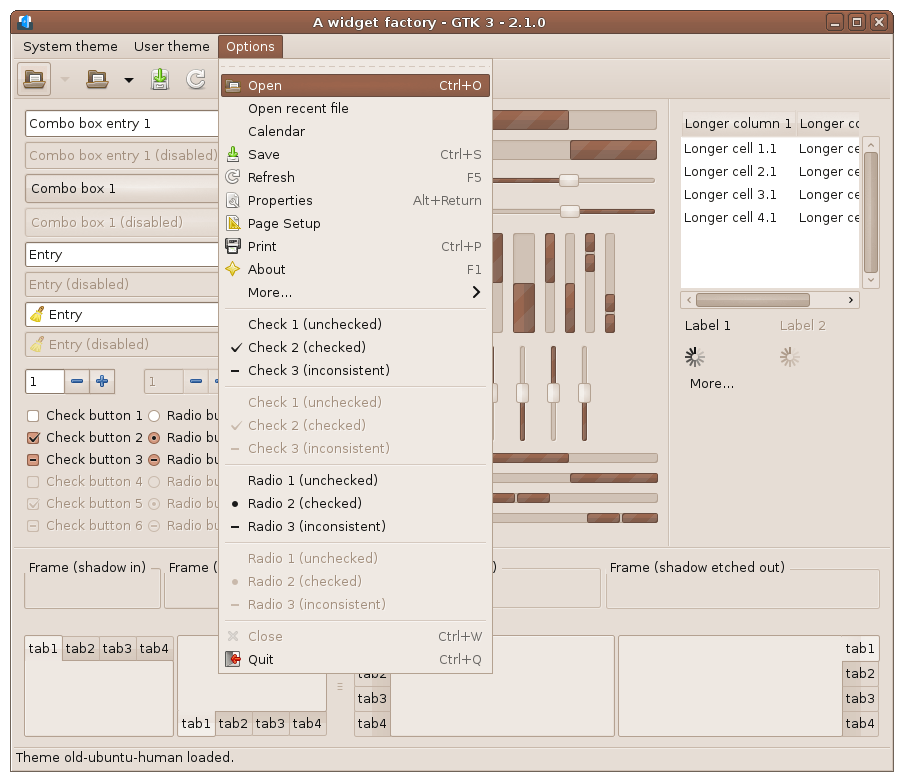 A widget factory - GTK 3 - 2.1.0
System theme User theme Options
Open Ctrl+O
Open recent file
Calendar
Save Ctrl+S
Refresh F5
Properties Alt+Return
Page Setup
Print Ctrl+P
About F1
More...
Check 1 (unchecked)
Check 2 (checked)
Check 3 (inconsistent)
Check 1 (unchecked)
Check 2 (checked)
Check 3 (inconsistent)
Radio 1 (unchecked)
Radio 2 (checked)
Radio 3 (inconsistent)
Radio 1 (unchecked)
Radio 2 (checked)
Radio 3 (inconsistent)
Close Ctrl+W
Quit Ctrl+Q
Combo box entry 1
Combo box entry 1 (disabled)
Combo box 1
Combo box 1 (disabled)
Entry
Entry (disabled)
Entry
Entry (disabled)
1 1
Check button 1 Radio bu
Check button 2 Radio bu
Check button 3 Radio bu
Check button 4 Radio bu
Check button 5 Radio bu
Check button 6 Radio bu
Longer column 1 Longer cc
Longer cell 1.1 Longer ce
Longer cell 2.1 Longer ce
Longer cell 3.1 Longer ce
Longer cell 4.1 Longer ce
Label 1 Label 2
More...
Frame (shadow in) Frame ( ) Frame (shadow etched out)
tab1 tab2 tab3 tab4
tab1 tab2 tab3 tab4
tab2
tab3
tab4
tab1
tab2
tab3
tab4
Theme old-ubuntu-human loaded.